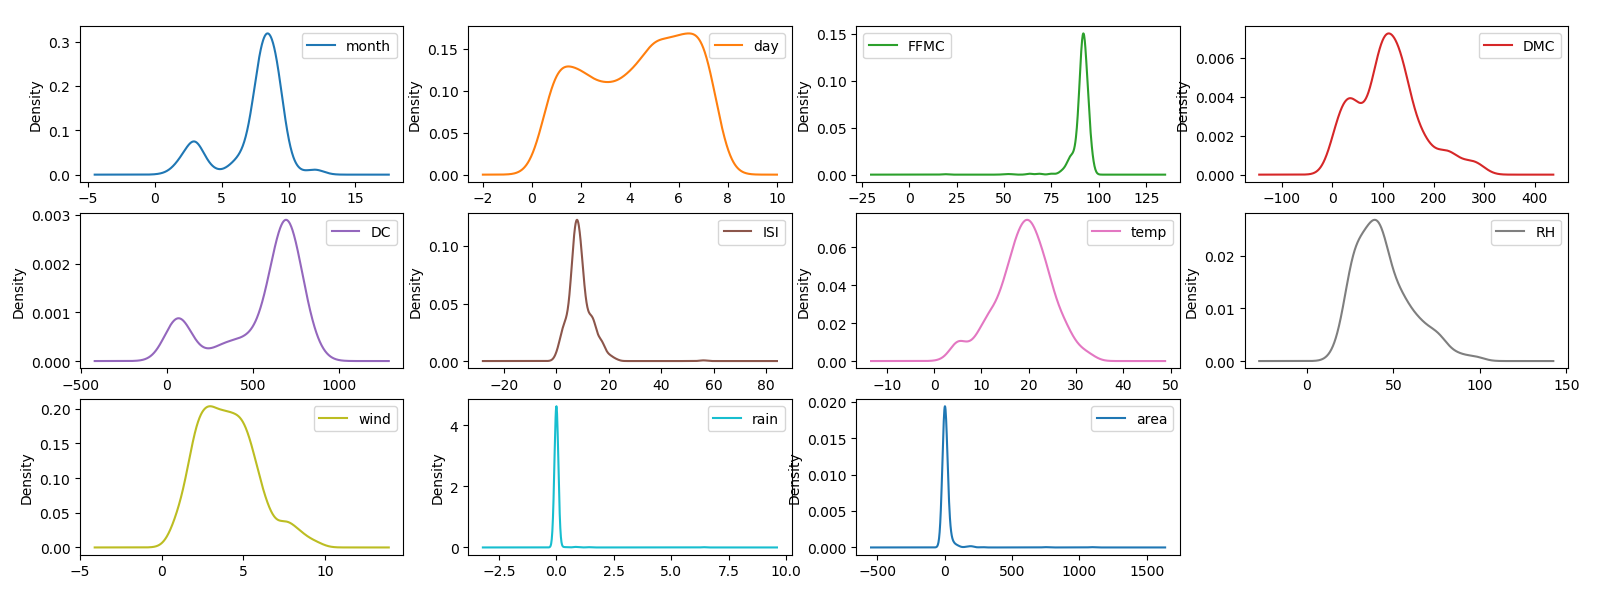 month
Density
0.3
0.2
0.1
0.0
−5 0 5 10 15
day
Density
0.15
0.10
0.05
0.00
−2 0 2 4 6 8 10
FFMC
Density
0.15
0.10
0.05
0.00
−25 0 25 50 75 100 125
DMC
Density
0.006
0.004
0.002
0.000
−100 0 100 200 300 400
DC
Density
0.003
0.002
0.001
0.000
−500 0 500 1000
ISI
Density
0.10
0.05
0.00
−20 0 20 40 60 80
temp
Density
0.06
0.04
0.02
0.00
−10 0 10 20 30 40 50
RH
Density
0.02
0.01
0.00
0 50 100 150
wind
Density
0.20
0.15
0.10
0.05
0.00
−5 0 5 10
rain
Density
4
2
0
−2.5 0.0 2.5 5.0 7.5 10.0
area
Density
0.020
0.015
0.010
0.005
0.000
−500 0 500 1000 1500